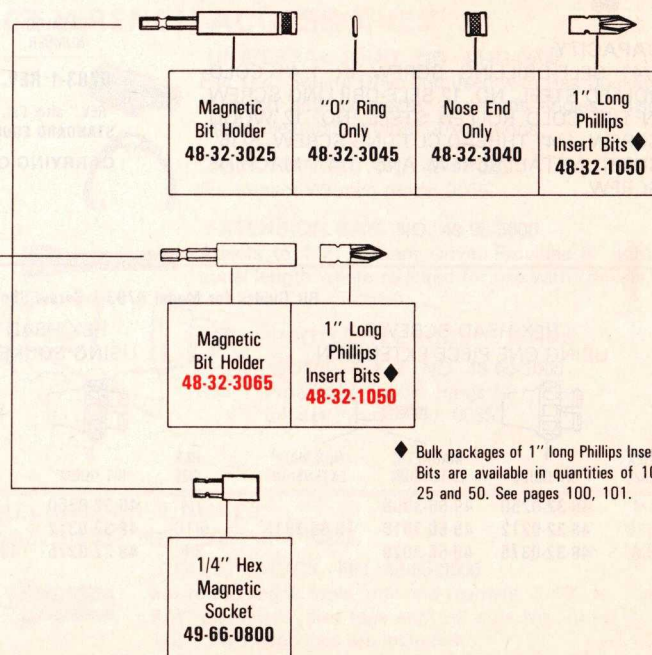 Magnetic
Bit Holder
48-32-3025
"O" Ring
Only
48-32-3045
Nose End
Only
48-32-3040
1" Long
Phillips
Insert Bits ♦
48-32-1050
Magnetic
Bit Holder
48-32-3065
1" Long
Phillips
Insert Bits ♦
48-32-1050
♦ Bulk packages of 1" long Phillips Inser
Bits are available in quantities of 10
25 and 50. See pages 100, 101.
1/4" Hex
Magnetic
Socket
49-66-0800